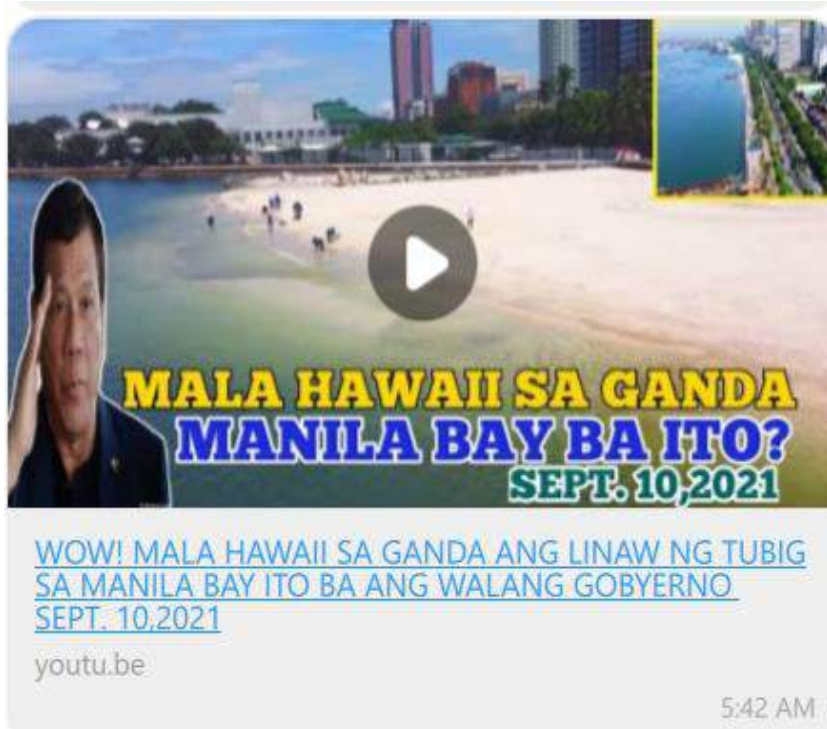 MALA HAWAII SA GANDA
MANILA BAY BA ITO?
SEPT. 10,2021
WOW! MALA HAWAII SA GANDA ANG LINAW NG TUBIG
SA MANILA BAY ITO BA ANG WALANG GOBYERNO
SEPT. 10,2021
youtu.be
5:42 AM